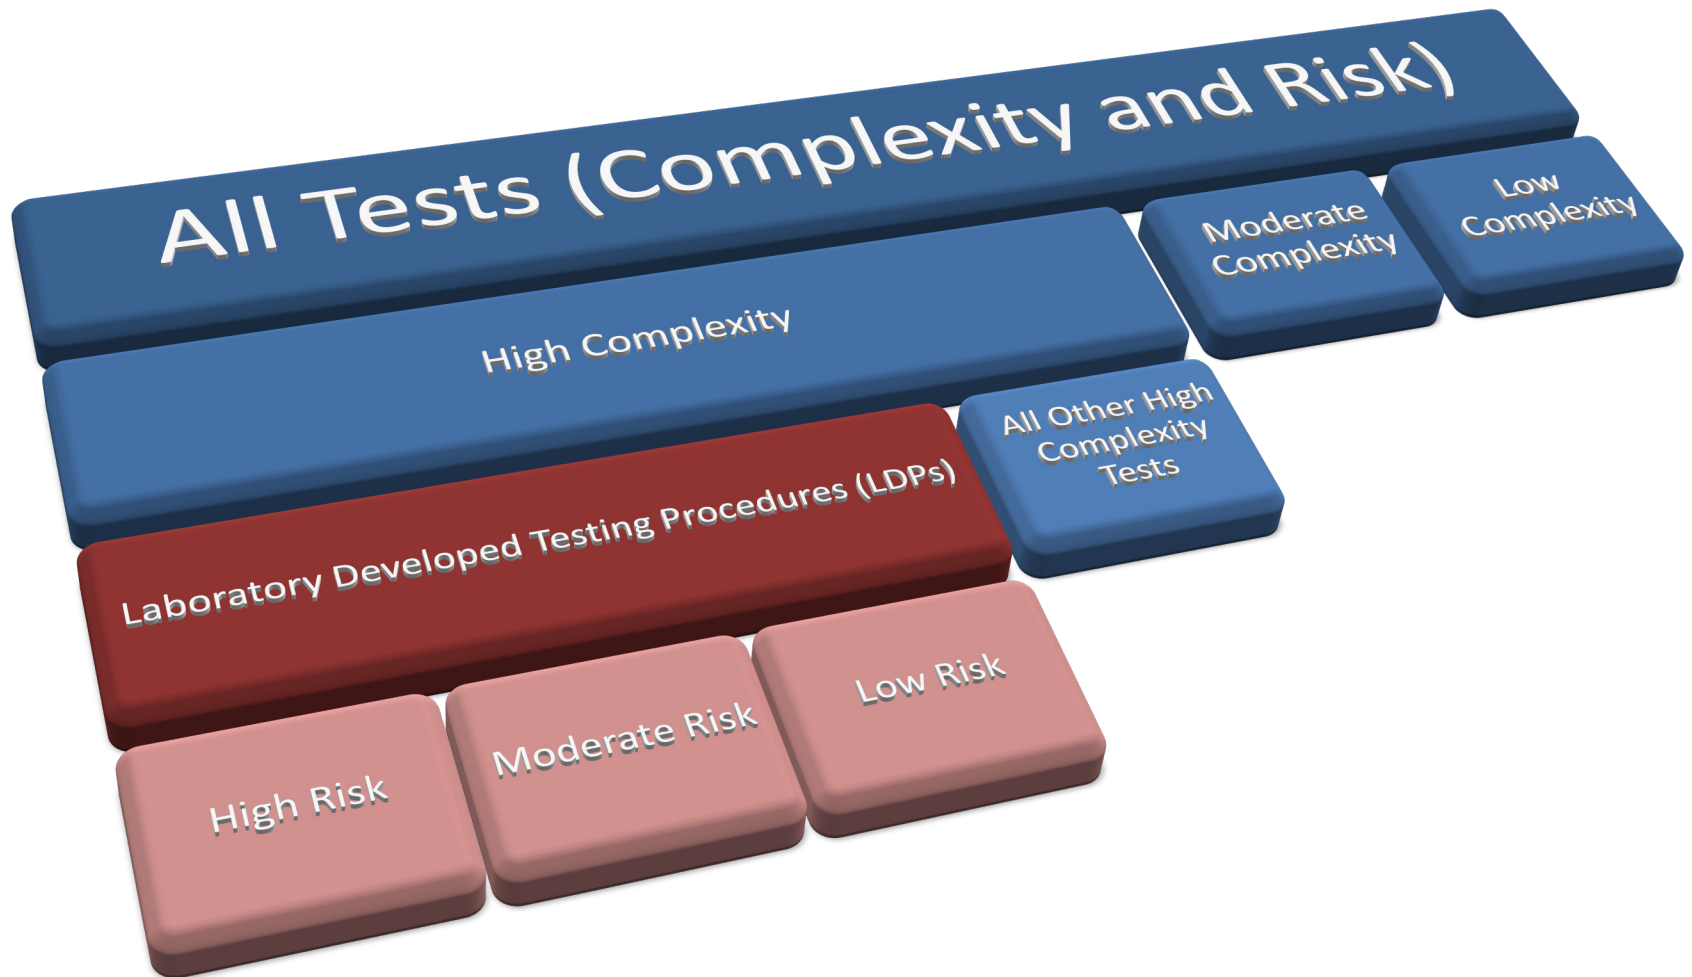 All Tests (Complexity and Risk)
High Complexity
Moderate
Complexity
Low
Complexity
Laboratory Developed Testing Procedures (LDPs)
All Other High
Complexity
Tests
High Risk
Moderate Risk
Low Risk